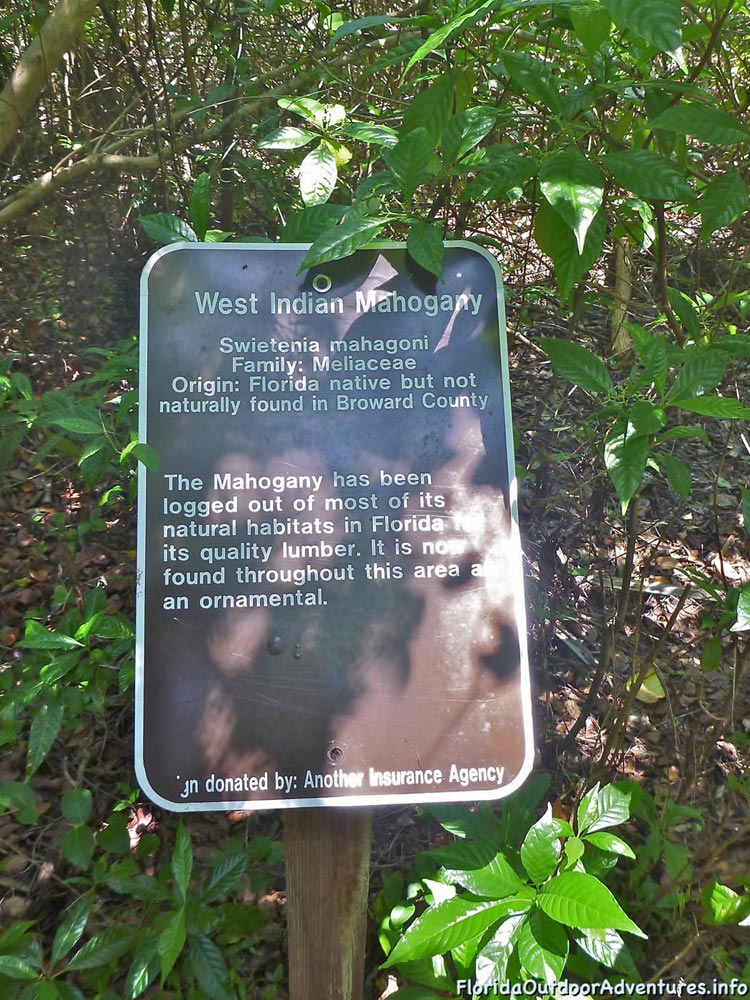 West Indian Mahogany
Swietenia mahagoni
Family: Meliaceae
Origin: Florida native but not
naturally found in Broward County
The Mahogany has been
logged out of most of its
natural habitats in Florida
its quality lumber. It is now
found throughout this area
an ornamental.
donated by: Another Insurance Agency
FloridaOutdoorAdventures.info